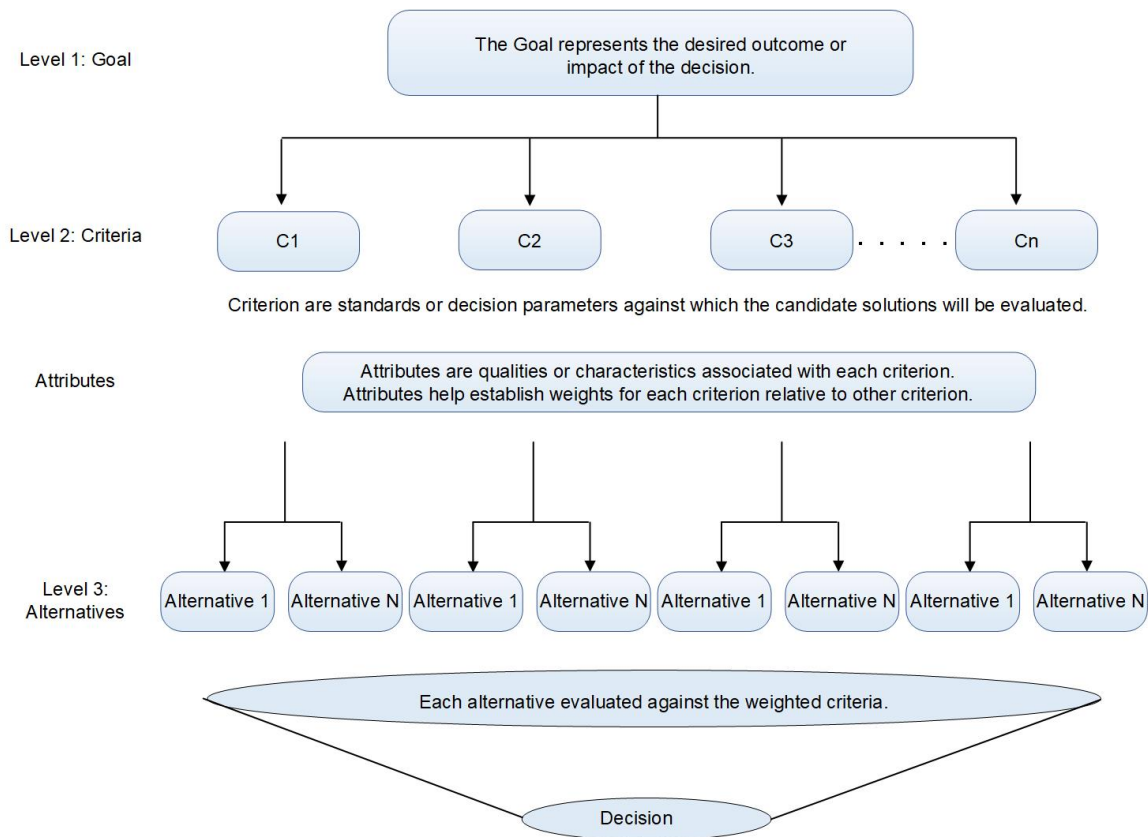 Level 1: Goal
The Goal represents the desired outcome or
impact of the decision.
Level 2: Criteria
C1
C2
C3
. . . . .
Cn
Criterion are standards or decision parameters against which the candidate solutions will be evaluated.
Attributes
Attributes are qualities or characteristics associated with each criterion.
Attributes help establish weights for each criterion relative to other criterion.
Level 3:
Alternatives
Alternative 1
Alternative N
Alternative 1
Alternative N
Alternative 1
Alternative N
Alternative 1
Alternative N
Each alternative evaluated against the weighted criteria.
Decision